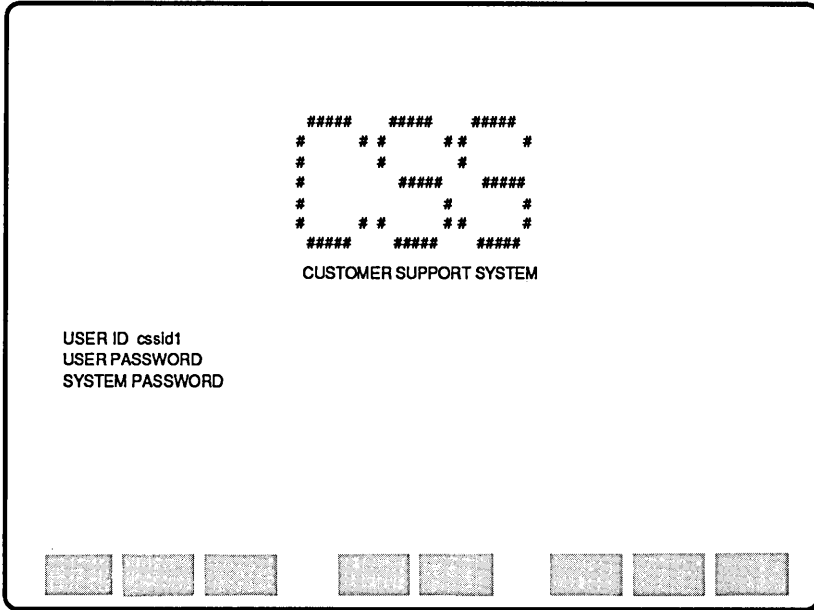 #####    #####    #####
#      # #      # #      #
#        #        #
#          #####    #####
#               #        #
#      # #      # #      #
 #####    #####    #####
CUSTOMER SUPPORT SYSTEM
USER ID cssid1
USER PASSWORD
SYSTEM PASSWORD